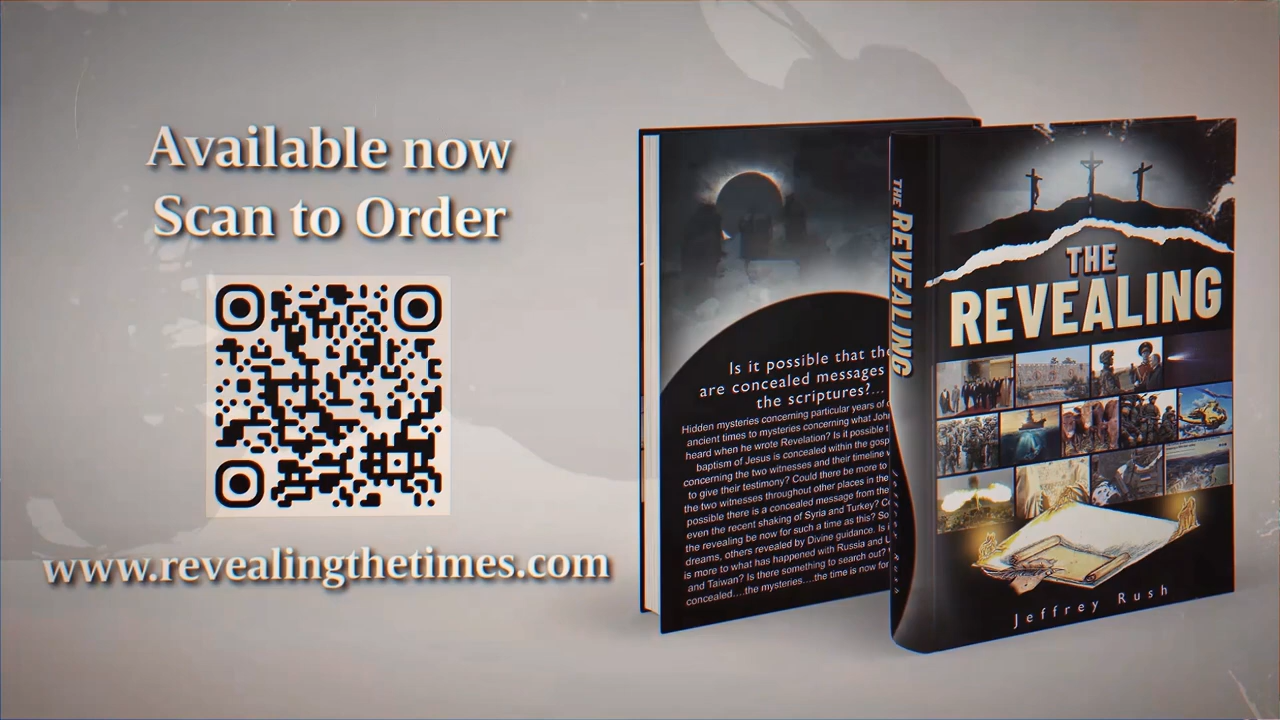 Available now
Scan to Order
www.revealingthetimes.com
Is it possible that the
are concealed messages
the scriptures?...
Hidden mysteries concerning particular years of
ancient times to mysteries concerning what John
heard when he wrote Revelation? Is it possible
baptism of Jesus is concealed within the
concerning the two witnesses and their timeline
to give their testimony? Could there be more to
the two witnesses throughout other places in the
possible there is a concealed message from the
even the recent shaking of Syria and Turkey?
the revealing be now for such a time as this?
dreams, others revealed by Divine guidance.
is more to what has happened with Russia and
and Taiwan? Is there something to search out?
concealed....the mysteries....the time is now for
THE REVEALING
Jeffrey Rush
THE
REVEALING
Jeffrey Rush